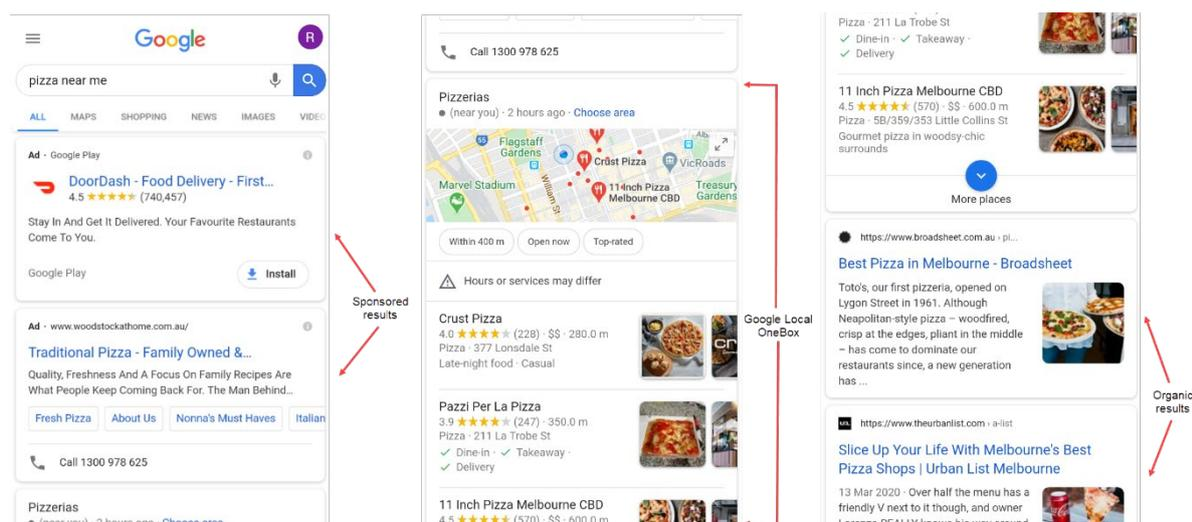 Google
R
pizza near me
ALL MAPS SHOPPING NEWS IMAGES VIDEO
Ad · Google Play
DoorDash - Food Delivery - First...
4.5 (740,457)
Stay In And Get It Delivered. Your Favourite Restaurants
Come To You.
Google Play Install
Ad · www.woodstockathome.com.au/
Traditional Pizza - Family Owned &...
Quality, Freshness And A Focus On Family Recipes Are
What People Keep Coming Back For. The Man Behind...
Fresh Pizza About Us Nonna's Must Haves Italian
Call 1300 978 625
Pizzerias
(near you) · 2 hours ago · Choose area
Sponsored
results
Call 1300 978 625
Pizzerias
(near you) · 2 hours ago · Choose area
Flagstaff
Gardens
Crust Pizza
VicRoads
Marvel Stadium
William St
11 Inch Pizza
Melbourne CBD
Treasury
Gardens
Within 400 m Open now Top-rated
Hours or services may differ
Crust Pizza
4.0 (228) · $$ · 280.0 m
Pizza · 377 Lonsdale St
Late-night food · Casual
Pazzi Per La Pizza
3.9 (247) · 350.0 m
Pizza · 211 La Trobe St
Dine-in · Takeaway ·
Delivery
11 Inch Pizza Melbourne CBD
4.5 (570) · $$ · 600.0 m
Google Local
OneBox
Pizza · 211 La Trobe St
Dine-in · Takeaway ·
Delivery
11 Inch Pizza Melbourne CBD
4.5 (570) · $$ · 600.0 m
Pizza · 5B/359/353 Little Collins St
Gourmet pizza in woodsy-chic
surrounds
More places
https://www.broadsheet.com.au › pi...
Best Pizza in Melbourne - Broadsheet
Toto's, our first pizzeria, opened on
Lygon Street in 1961. Although
Neapolitan-style pizza – woodfired,
crisp at the edges, pliant in the middle
– has come to dominate our
restaurants since, a new generation
has ...
https://www.theurbanlist.com › a-list
Slice Up Your Life With Melbourne's Best
Pizza Shops | Urban List Melbourne
13 Mar 2020 · Over half the menu has a
friendly V next to it though, and owner
Organic
results